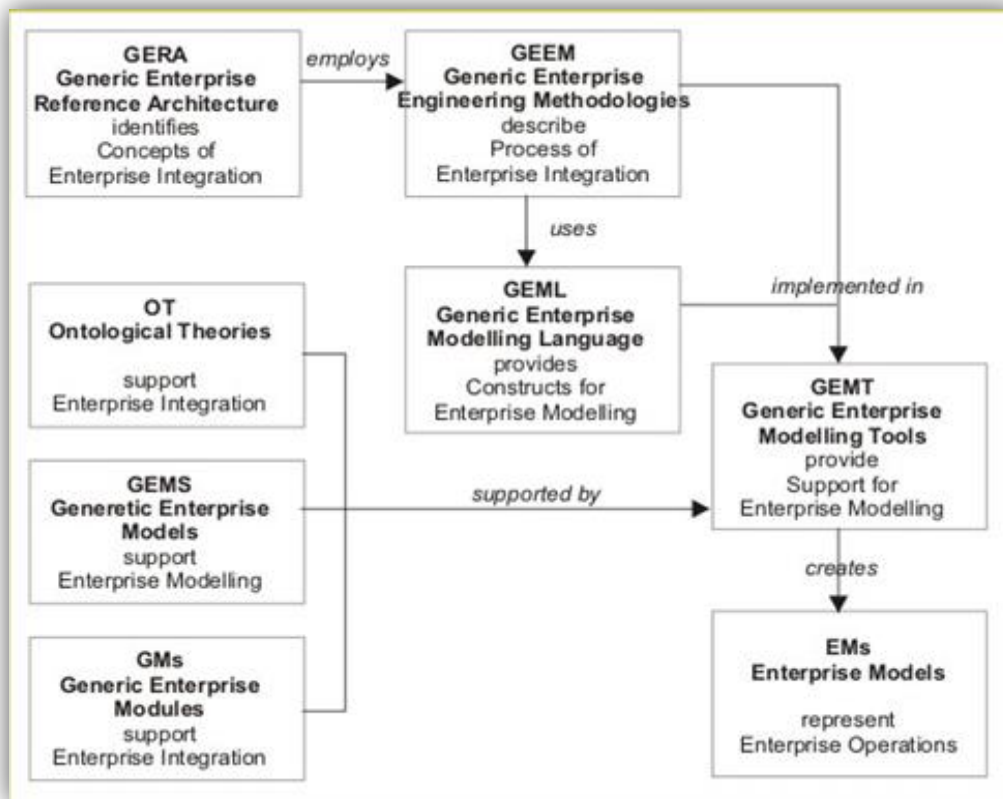 GERA
Generic Enterprise
Reference Architecture
identifies
Concepts of
Enterprise Integration
employs
GEEM
Generic Enterprise
Engineering Methodologies
describe
Process of
Enterprise Integration
uses
GEML
Generic Enterprise
Modelling Language
provides
Constructs for
Enterprise Modelling
implemented in
OT
Ontological Theories
support
Enterprise Integration
GEMS
Generetic Enterprise
Models
support
Enterprise Modelling
GMs
Generic Enterprise
Modules
support
Enterprise Integration
supported by
GEMT
Generic Enterprise
Modelling Tools
provide
Support for
Enterprise Modelling
creates
EMs
Enterprise Models
represent
Enterprise Operations